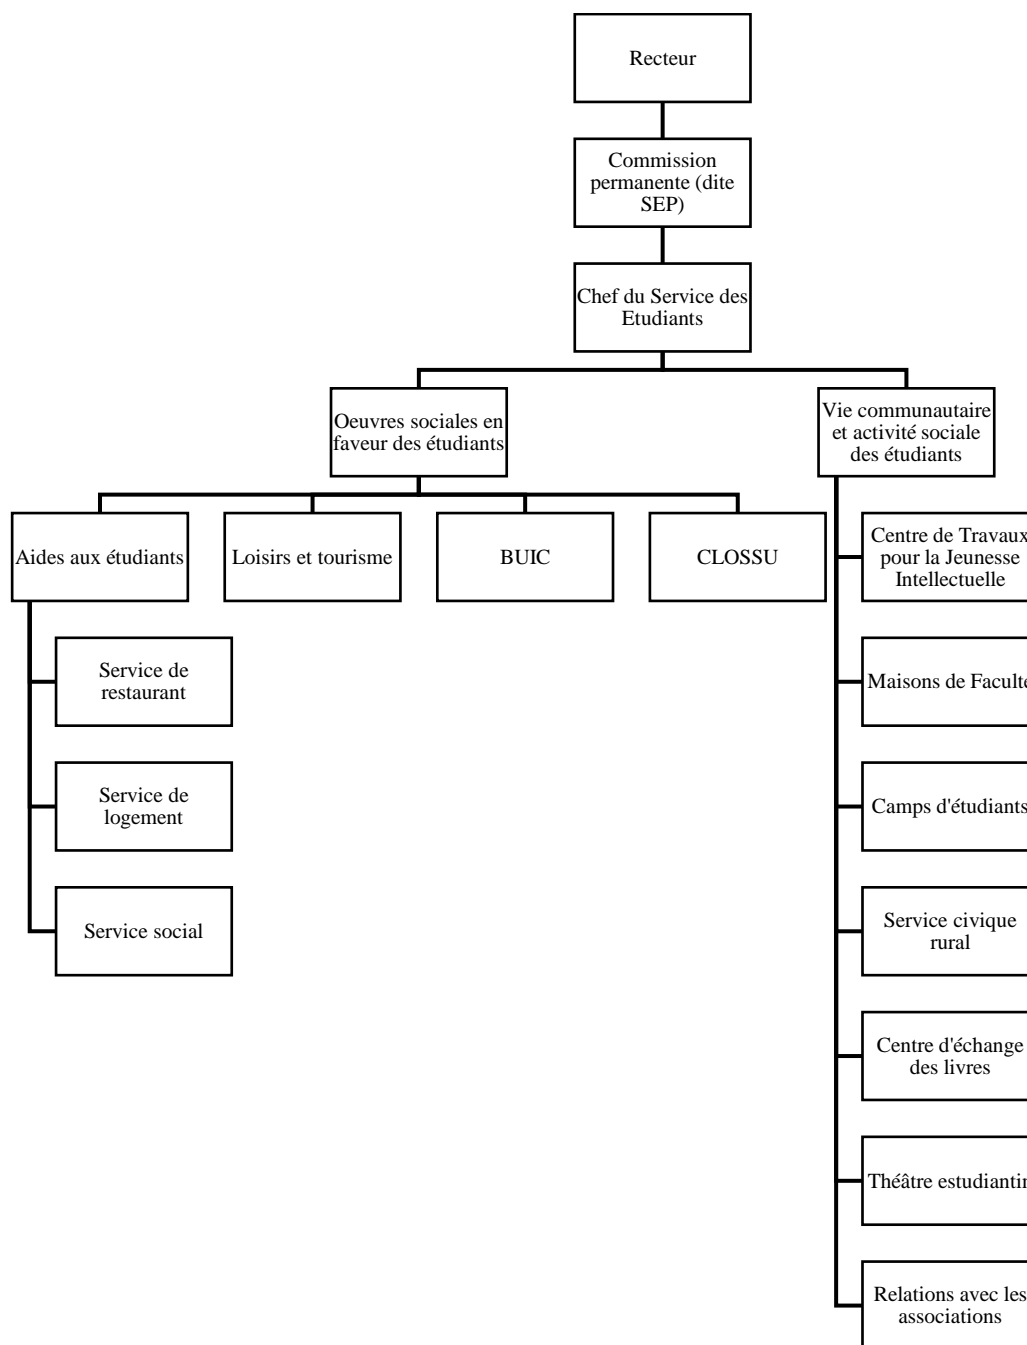 Recteur
Commission
permanente (dite
SEP)
Chef du Service des
Etudiants
Oeuvres sociales en
faveur des étudiants
Vie communautaire
et activité sociale
des étudiants
Aides aux étudiants
Loisirs et tourisme
BUIC
CLOSSU
Centre de Travaux
pour la Jeunesse
Intellectuelle
Service de
restaurant
Maisons de Faculté
Service de
logement
Camps d'étudiants
Service social
Service civique
rural
Centre d'échange
des livres
Théâtre estudiantin
Relations avec les
associations